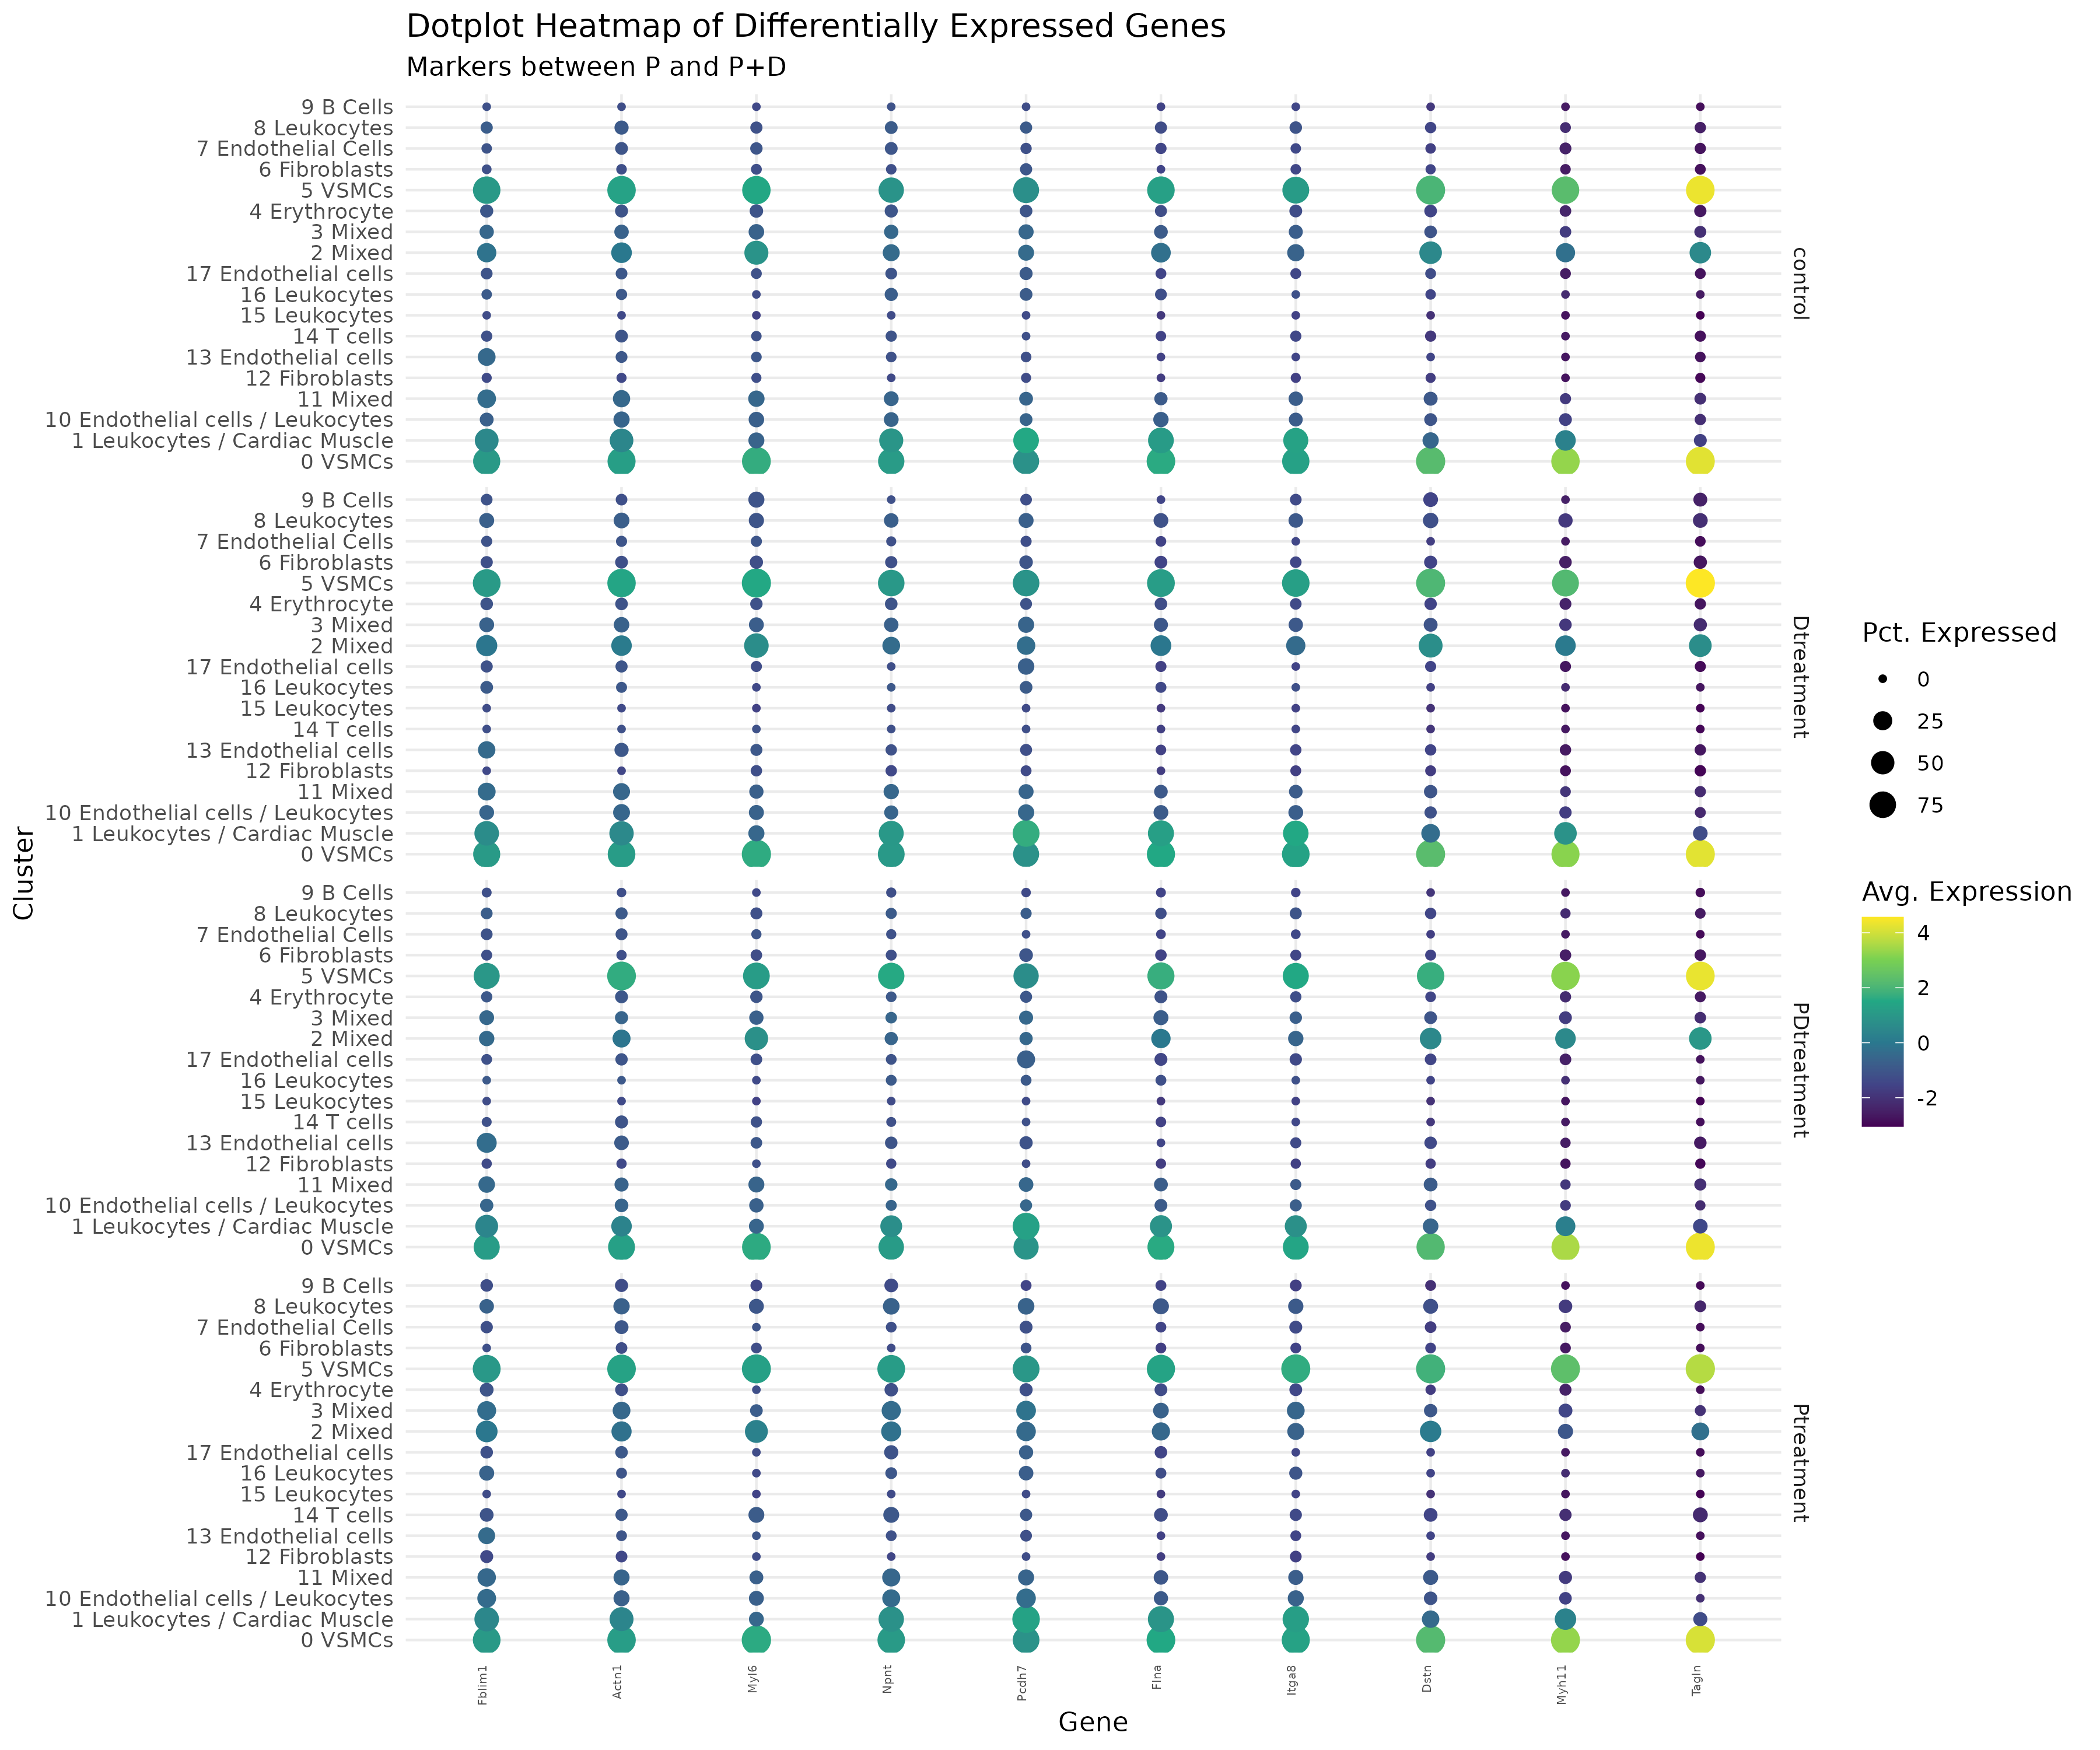 Dotplot Heatmap of Differentially Expressed Genes
Markers between P and P+D
Cluster
9 B Cells
8 Leukocytes
7 Endothelial Cells
6 Fibroblasts
5 VSMCs
4 Erythrocyte
3 Mixed
2 Mixed
17 Endothelial cells
16 Leukocytes
15 Leukocytes
14 T cells
13 Endothelial cells
12 Fibroblasts
11 Mixed
10 Endothelial cells / Leukocytes
1 Leukocytes / Cardiac Muscle
0 VSMCs
control
9 B Cells
8 Leukocytes
7 Endothelial Cells
6 Fibroblasts
5 VSMCs
4 Erythrocyte
3 Mixed
2 Mixed
17 Endothelial cells
16 Leukocytes
15 Leukocytes
14 T cells
13 Endothelial cells
12 Fibroblasts
11 Mixed
10 Endothelial cells / Leukocytes
1 Leukocytes / Cardiac Muscle
0 VSMCs
Dtreatment
9 B Cells
8 Leukocytes
7 Endothelial Cells
6 Fibroblasts
5 VSMCs
4 Erythrocyte
3 Mixed
2 Mixed
17 Endothelial cells
16 Leukocytes
15 Leukocytes
14 T cells
13 Endothelial cells
12 Fibroblasts
11 Mixed
10 Endothelial cells / Leukocytes
1 Leukocytes / Cardiac Muscle
0 VSMCs
PDtreatment
9 B Cells
8 Leukocytes
7 Endothelial Cells
6 Fibroblasts
5 VSMCs
4 Erythrocyte
3 Mixed
2 Mixed
17 Endothelial cells
16 Leukocytes
15 Leukocytes
14 T cells
13 Endothelial cells
12 Fibroblasts
11 Mixed
10 Endothelial cells / Leukocytes
1 Leukocytes / Cardiac Muscle
0 VSMCs
Ptreatment
Fblim1
Actn1
Myl6
Npnt
Pcdh7
Flna
Itga8
Dstn
Myh11
Tagln
Gene
Pct. Expressed
0
25
50
75
Avg. Expression
4
2
0
-2